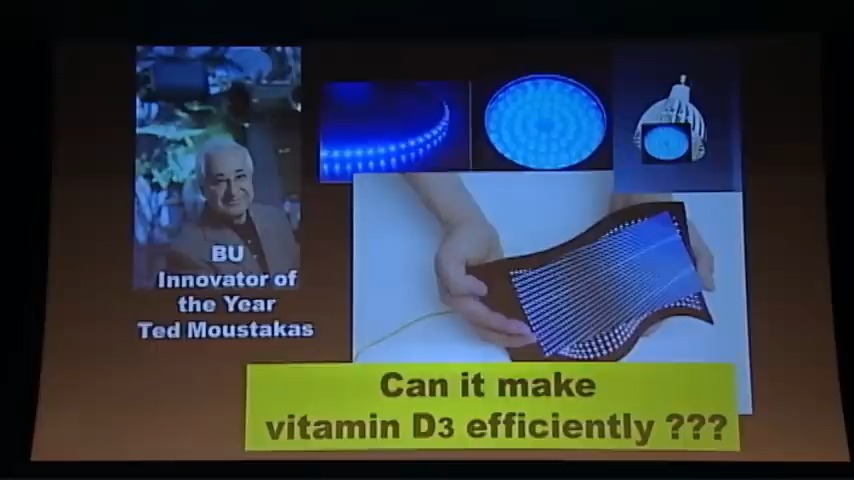 BU
Innovator of
the Year
Ted Moustakas
Can it make
vitamin D3 efficiently ???